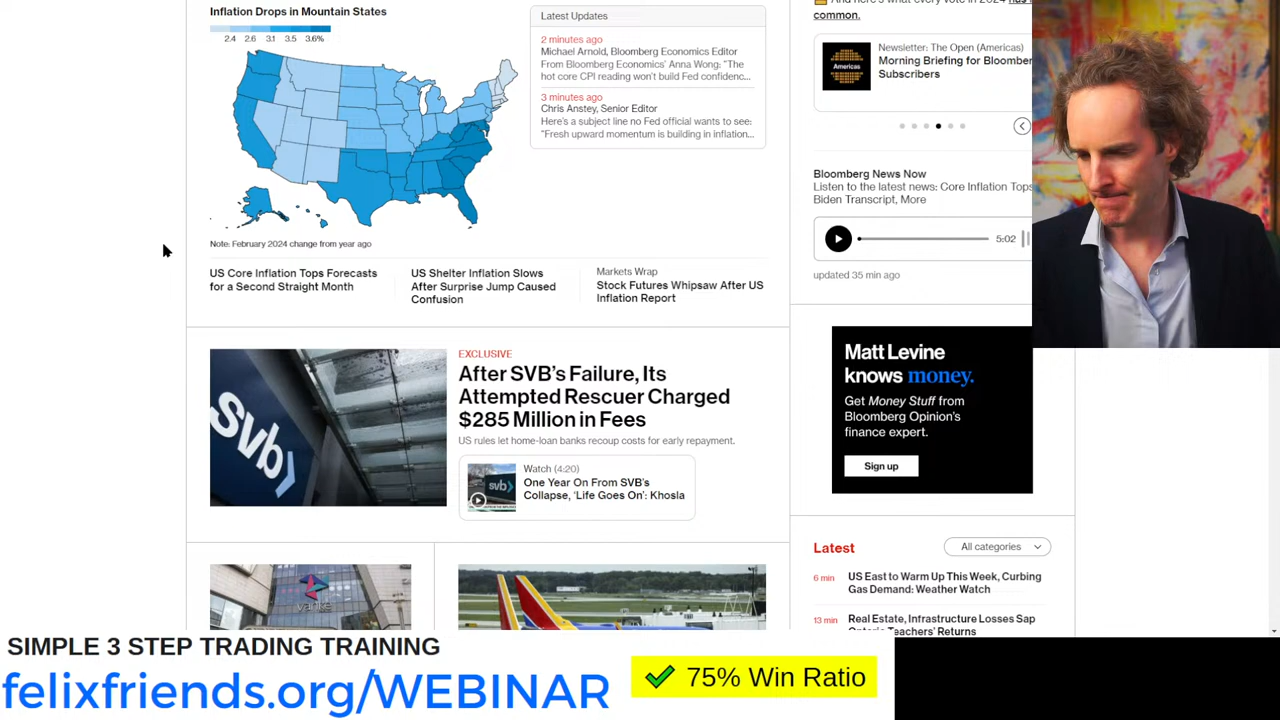 Inflation Drops in Mountain States
2.4 2.6 3.1 3.5 3.6%
Note: February 2024 change from year ago
Latest Updates
2 minutes ago
Michael Arnold, Bloomberg Economics Editor
From Bloomberg Economics' Anna Wong: "The
hot core CPI reading won't build Fed confidenc...
3 minutes ago
Chris Anstey, Senior Editor
Here's a subject line no Fed official wants to see:
"Fresh upward momentum is building in inflation...
US Core Inflation Tops Forecasts
for a Second Straight Month
US Shelter Inflation Slows
After Surprise Jump Caused
Confusion
Markets Wrap
Stock Futures Whipsaw After US
Inflation Report
svb
EXCLUSIVE
After SVB's Failure, Its
Attempted Rescuer Charged
$285 Million in Fees
US rules let home-loan banks recoup costs for early repayment.
svb
Watch (4:20)
One Year On From SVB's
Collapse, 'Life Goes On': Khosla
vanke
And here's what every vote in 2024
common.
Americas
Newsletter: The Open (Americas)
Morning Briefing for Bloomber
Subscribers
Bloomberg News Now
Listen to the latest news: Core Inflation Tops
Biden Transcript, More
5:02
updated 35 min ago
Matt Levine
knows money.
Get Money Stuff from
Bloomberg Opinion's
finance expert.
Sign up
Latest
All categories
6 min
US East to Warm Up This Week, Curbing
Gas Demand: Weather Watch
13 min
Real Estate, Infrastructure Losses Sap
Ontario Teachers' Returns
SIMPLE 3 STEP TRADING TRAINING
felixfriends.org/WEBINAR
75% Win Ratio